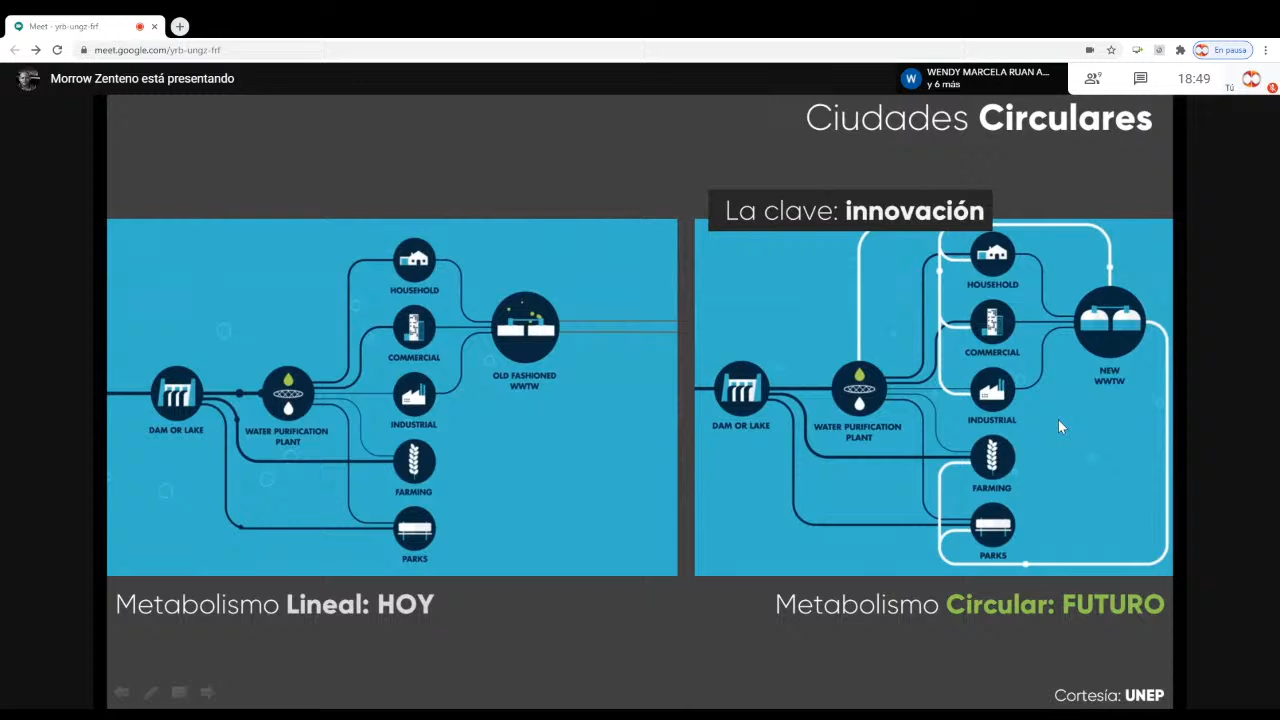 Meet - yrb-ungz-frf
meet.google.com/yrb-ungz-frf
En pausa
Morrow Zenteno está presentando
W
WENDY MARCELA RUAN A...
y 6 más
9
18:49
Tú
Ciudades Circulares
La clave: innovación
HOUSEHOLD
COMMERCIAL
INDUSTRIAL
FARMING
PARKS
DAM OR LAKE
WATER PURIFICATION
PLANT
OLD FASHIONED
WWTW
HOUSEHOLD
COMMERCIAL
INDUSTRIAL
FARMING
PARKS
DAM OR LAKE
WATER PURIFICATION
PLANT
NEW
WWTW
Metabolismo Lineal: HOY
Metabolismo Circular: FUTURO
Cortesía: UNEP